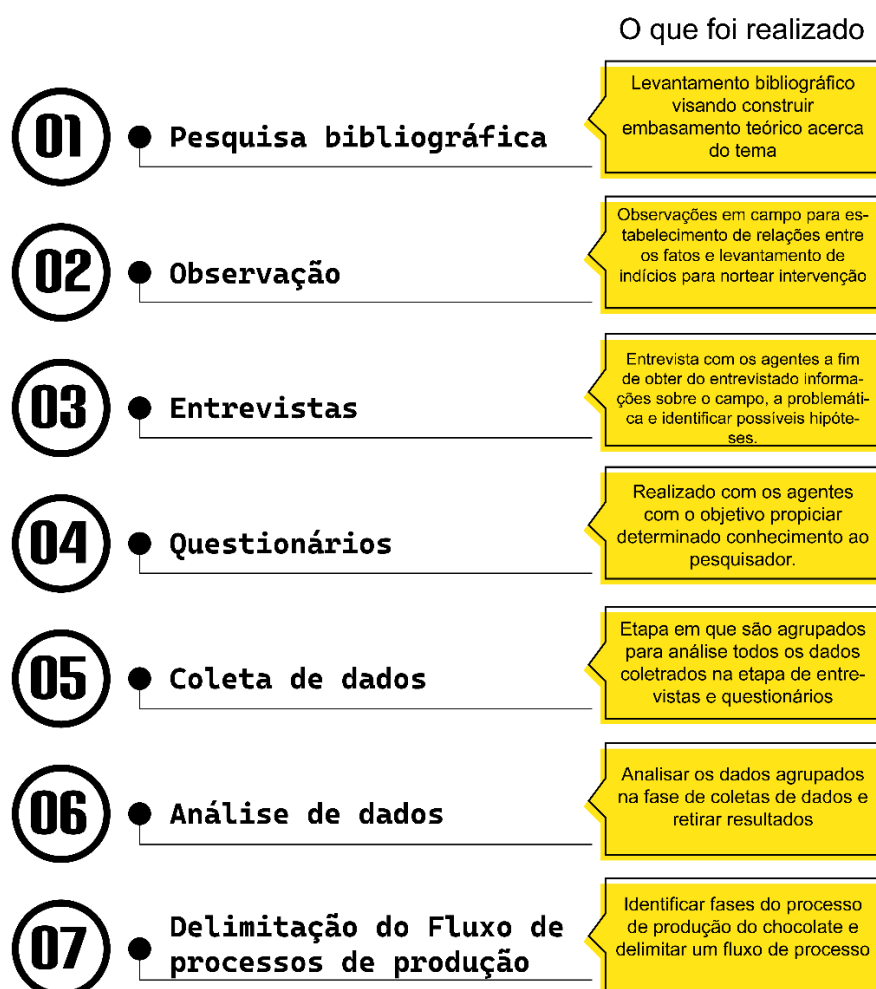 O que foi realizado
01
Pesquisa bibliográfica
Levantamento bibliográfico
visando construir
embasamento teórico acerca
do tema
02
Observação
Observações em campo para es-
tabelecimento de relações entre
os fatos e levantamento de
indícios para nortear intervenção
03
Entrevistas
Entrevista com os agentes a fim
de obter do entrevistado informa-
ções sobre o campo, a problemáti-
ca e identificar possíveis hipóte-
ses.
04
Questionários
Realizado com os agentes
com o objetivo propiciar
determinado conhecimento ao
pesquisador.
05
Coleta de dados
Etapa em que são agrupados
para análise todos os dados
coletrados na etapa de entre-
vistas e questionários
06
Análise de dados
Analisar os dados agrupados
na fase de coletas de dados e
retirar resultados
07
Delimitação do Fluxo de
processos de produção
Identificar fases do processo
de produção do chocolate e
delimitar um fluxo de processo